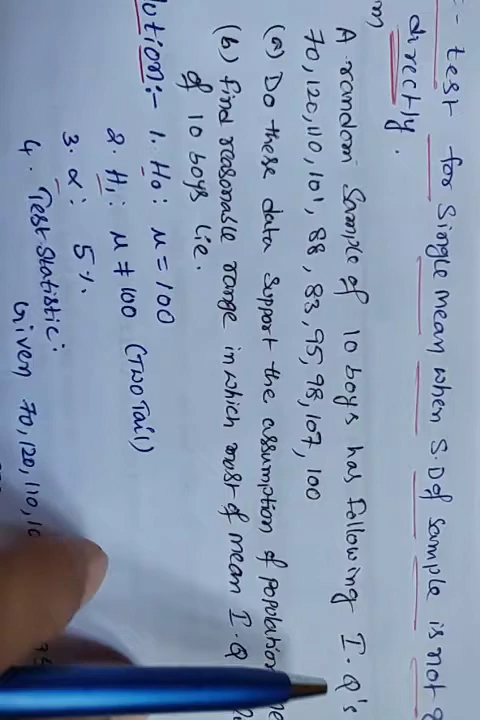 - test for Single mean when S.D of sample is not
directly.
A random Sample of 10 boys has following I.Q's
70, 120, 110, 101, 88, 83, 95, 98, 107, 100
(a) Do these data support the assumption of population
(b) Find reasonable range in which most of mean I.Q
of 10 boys lie.
lution:- 1. H0: μ = 100
2. H1: μ ≠ 100 (Two Tail)
3. α: 5%
4. Test Statistic:
Given 70, 120, 110, 10